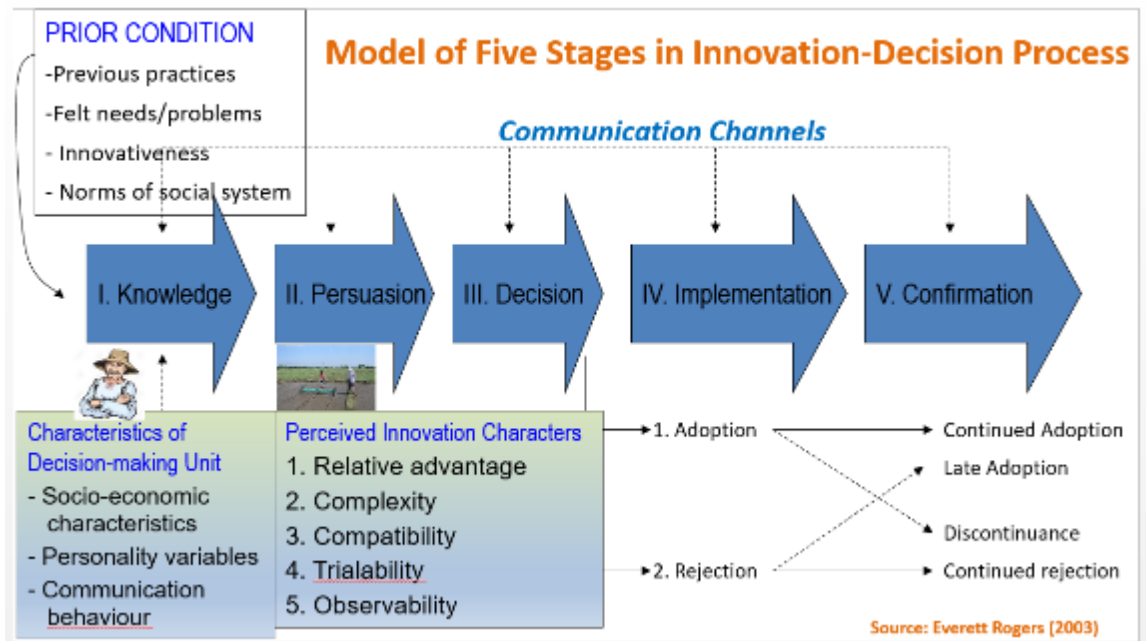 PRIOR CONDITION
-Previous practices
-Felt needs/problems
- Innovativeness
- Norms of social system
Model of Five Stages in Innovation-Decision Process
Communication Channels
I. Knowledge
II. Persuasion
III. Decision
IV. Implementation
V. Confirmation
Characteristics of
Decision-making Unit
- Socio-economic
characteristics
- Personality variables
- Communication
behaviour
Perceived Innovation Characters
1. Relative advantage
2. Complexity
3. Compatibility
4. Trialability
5. Observability
1. Adoption
2. Rejection
Continued Adoption
Late Adoption
Discontinuance
Continued rejection
Source: Everett Rogers (2003)